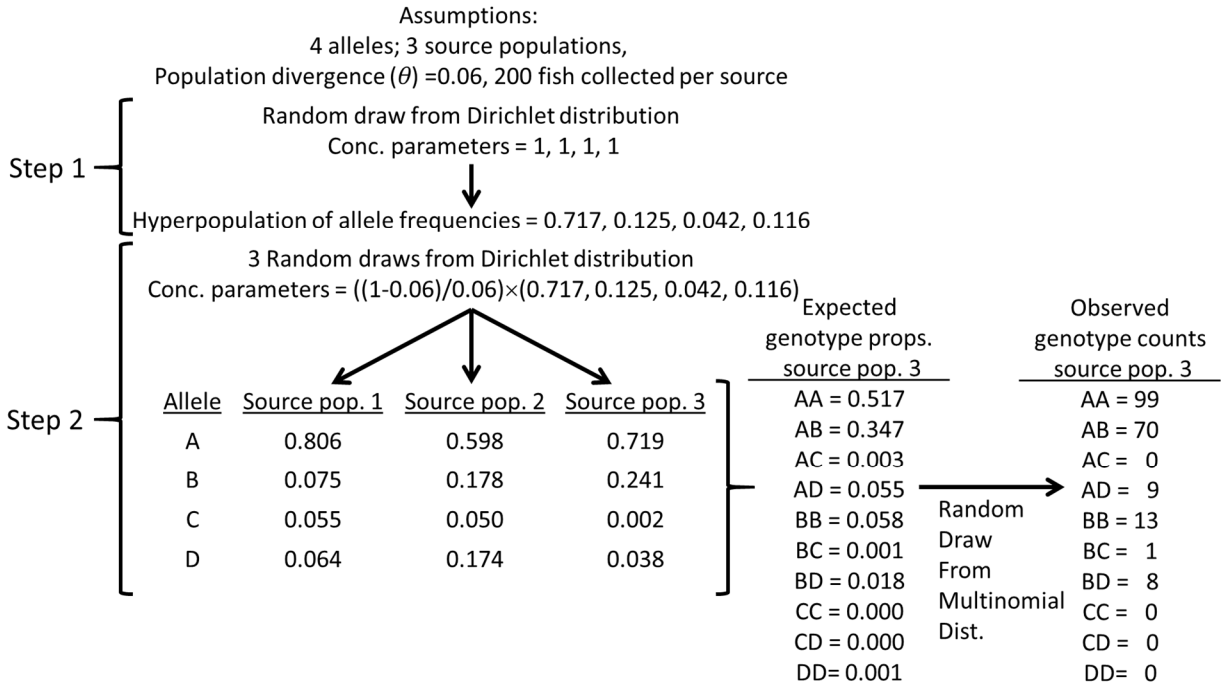 Assumptions:
4 alleles; 3 source populations,
Population divergence (θ) =0.06, 200 fish collected per source
Step 1
Random draw from Dirichlet distribution
Conc. parameters = 1, 1, 1, 1
Hyperpopulation of allele frequencies = 0.717, 0.125, 0.042, 0.116
Step 2
3 Random draws from Dirichlet distribution
Conc. parameters = ((1-0.06)/0.06)×(0.717, 0.125, 0.042, 0.116)
Allele Source pop. 1 Source pop. 2 Source pop. 3
A 0.806 0.598 0.719
B 0.075 0.178 0.241
C 0.055 0.050 0.002
D 0.064 0.174 0.038
Expected
genotype props.
source pop. 3
AA = 0.517
AB = 0.347
AC = 0.003
AD = 0.055
BB = 0.058
BC = 0.001
BD = 0.018
CC = 0.000
CD = 0.000
DD= 0.001
Random
Draw
From
Multinomial
Dist.
Observed
genotype counts
source pop. 3
AA = 99
AB = 70
AC = 0
AD = 9
BB = 13
BC = 1
BD = 8
CC = 0
CD = 0
DD= 0